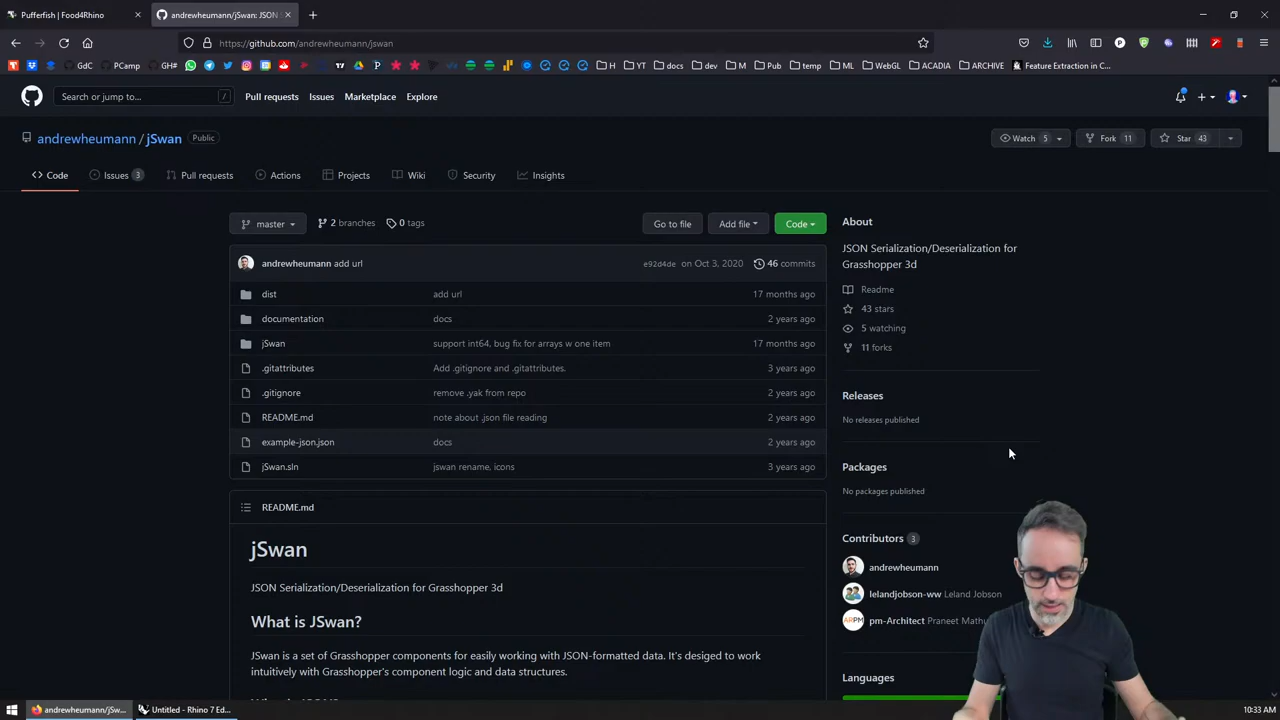 Pufferfish | Food4Rhino
andrewheumann/jSwan: JSON S
https://github.com/andrewheumann/jswan
GdC
PCamp
GH#
H
YT
docs
dev
M
Pub
temp
ML
WebGL
ACADIA
ARCHIVE
Feature Extraction in C...
Search or jump to...
/
Pull requests
Issues
Marketplace
Explore
andrewheumann / jSwan
Public
Watch 5
Fork 11
Star 43
Code
Issues 3
Pull requests
Actions
Projects
Wiki
Security
Insights
master
2 branches
0 tags
Go to file
Add file
Code
andrewheumann add url
e92d4de on Oct 3, 2020
46 commits
dist
add url
17 months ago
documentation
docs
2 years ago
jSwan
support int64, bug fix for arrays w one item
17 months ago
.gitattributes
Add .gitignore and .gitattributes.
3 years ago
.gitignore
remove .yak from repo
2 years ago
README.md
note about .json file reading
2 years ago
example-json.json
docs
2 years ago
jSwan.sln
jswan rename, icons
3 years ago
README.md
jSwan
JSON Serialization/Deserialization for Grasshopper 3d
What is JSwan?
JSwan is a set of Grasshopper components for easily working with JSON-formatted data. It's desiged to work
intuitively with Grasshopper's component logic and data structures.
About
JSON Serialization/Deserialization for
Grasshopper 3d
Readme
43 stars
5 watching
11 forks
Releases
No releases published
Packages
No packages published
Contributors 3
andrewheumann
lelandjobson-ww Leland Jobson
ARPM
pm-Architect Praneet Mathu
Languages
andrewheumann/jSw...
Untitled - Rhino 7 Ed...
10:33 AM